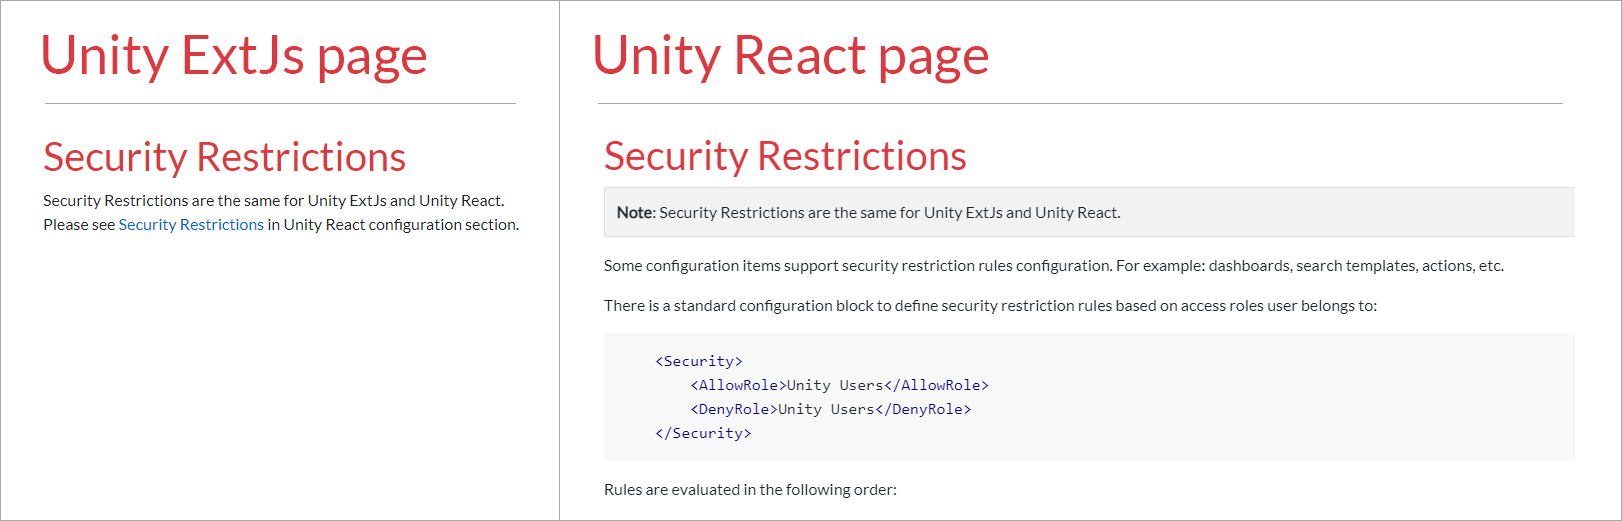 Unity ExtJs page
Security Restrictions
Security Restrictions are the same for Unity ExtJs and Unity React.
Please see Security Restrictions in Unity React configuration section.
Unity React page
Security Restrictions
Note: Security Restrictions are the same for Unity ExtJs and Unity React.
Some configuration items support security restriction rules configuration. For example: dashboards, search templates, actions, etc.
There is a standard configuration block to define security restriction rules based on access roles user belongs to:
<Security>
<AllowRole>Unity Users</AllowRole>
<DenyRole>Unity Users</DenyRole>
</Security>
Rules are evaluated in the following order: